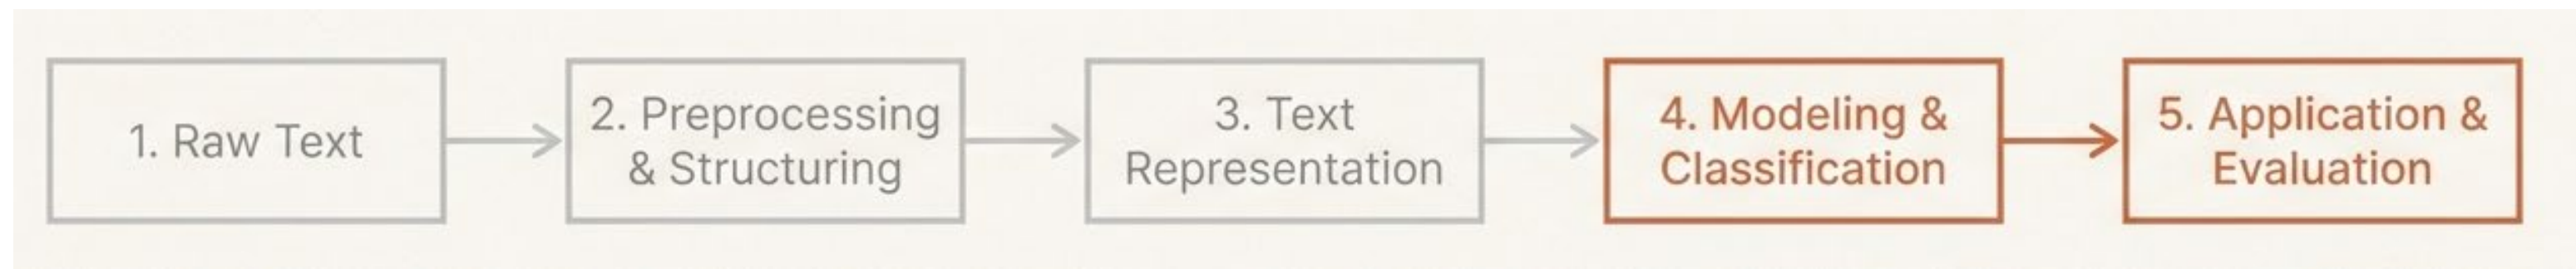 1. Raw Text
2. Preprocessing
& Structuring
3. Text
Representation
4. Modeling &
Classification
5. Application &
Evaluation